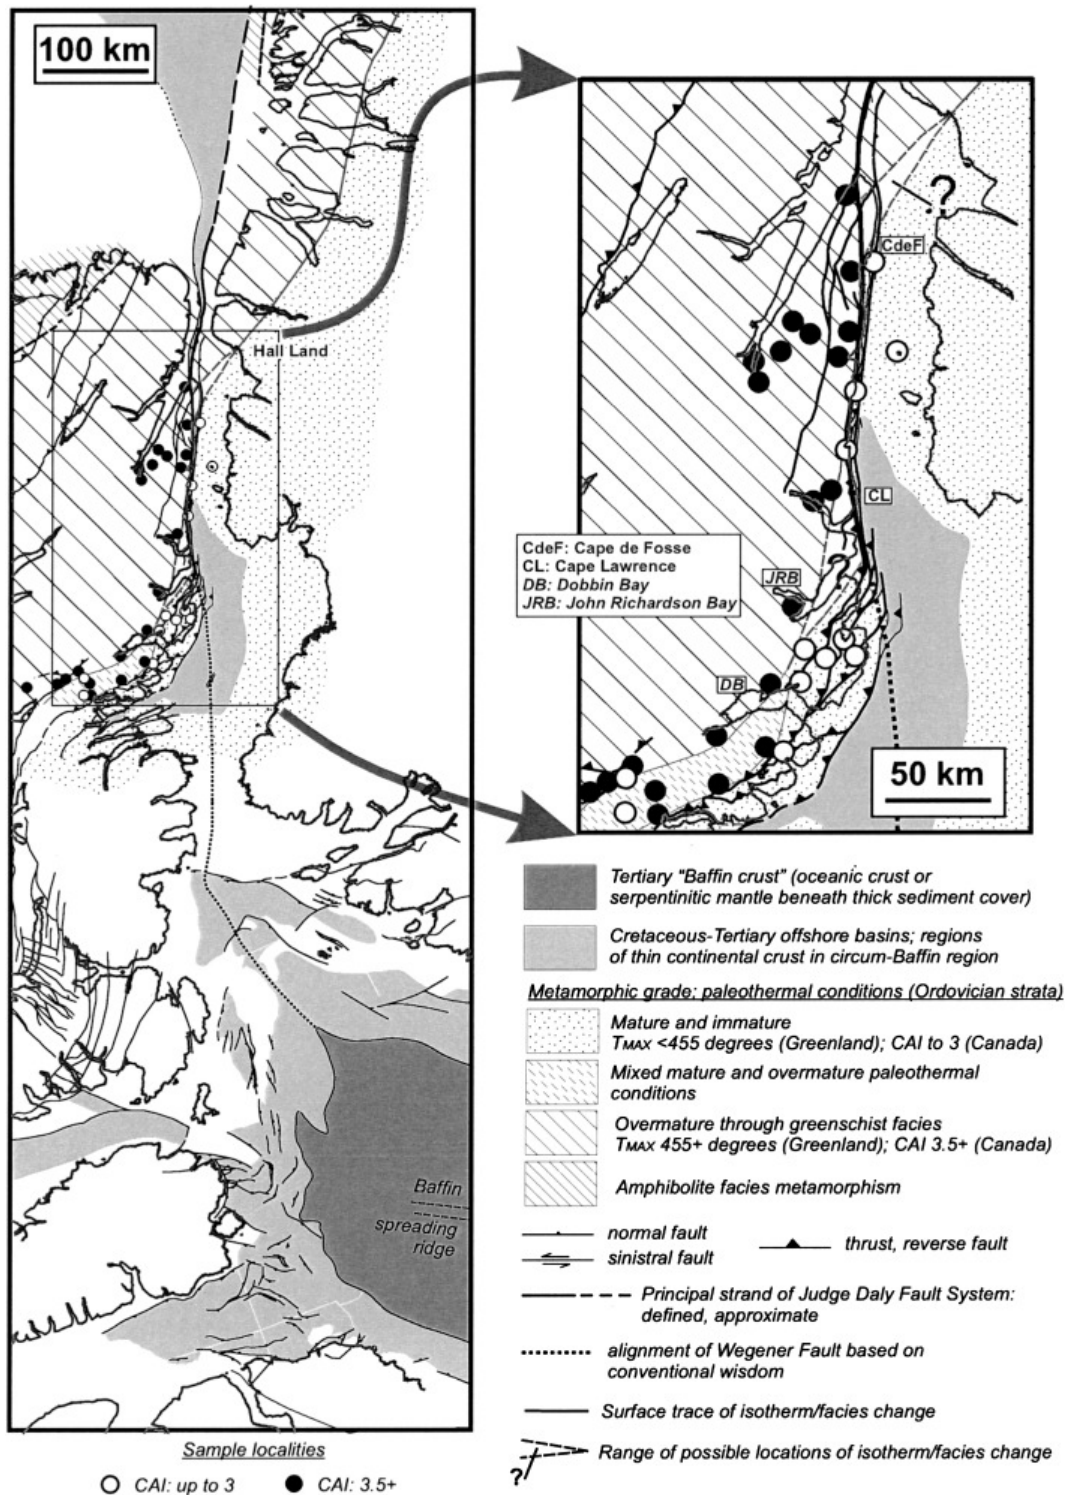 100 km
Hall Land
?
CdeF
CL
CdeF: Cape de Fosse
CL: Cape Lawrence
DB: Dobbin Bay
JRB: John Richardson Bay
JRB
DB
50 km
Baffin
spreading
ridge
Tertiary "Baffin crust" (oceanic crust or
serpentinitic mantle beneath thick sediment cover)
Cretaceous-Tertiary offshore basins; regions
of thin continental crust in circum-Baffin region
Metamorphic grade; paleothermal conditions (Ordovician strata)
Mature and immature
TMAX <455 degrees (Greenland); CAI to 3 (Canada)
Mixed mature and overmature paleothermal
conditions
Overmature through greenschist facies
TMAX 455+ degrees (Greenland); CAI 3.5+ (Canada)
Amphibolite facies metamorphism
normal fault
sinistral fault
thrust, reverse fault
Principal strand of Judge Daly Fault System:
defined, approximate
alignment of Wegener Fault based on
conventional wisdom
Surface trace of isotherm/facies change
Range of possible locations of isotherm/facies change
?
Sample localities
CAI: up to 3
CAI: 3.5+